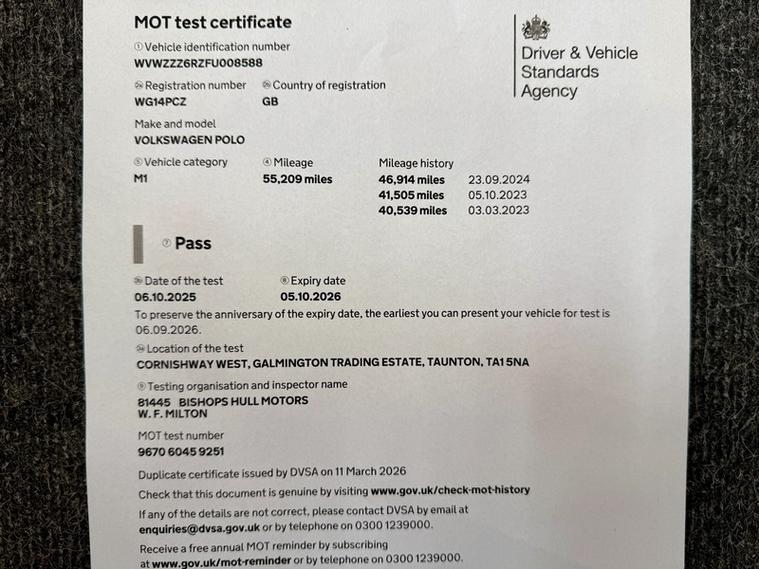 MOT test certificate
① Vehicle identification number
WVWZZZ6RZFU008588
Registration number Country of registration
WG14PCZ GB
Make and model
VOLKSWAGEN POLO
⑤ Vehicle category ④ Mileage Mileage history
M1 55,209 miles 46,914 miles 23.09.2024
41,505 miles 05.10.2023
40,539 miles 03.03.2023
Driver & Vehicle
Standards
Agency
⑦ Pass
Date of the test ⑧ Expiry date
06.10.2025 05.10.2026
To preserve the anniversary of the expiry date, the earliest you can present your vehicle for test is
06.09.2026.
Location of the test
CORNISHWAY WEST, GALMINGTON TRADING ESTATE, TAUNTON, TA1 5NA
⑨ Testing organisation and inspector name
81445 BISHOPS HULL MOTORS
W. F. MILTON
MOT test number
9670 6045 9251
Duplicate certificate issued by DVSA on 11 March 2026
Check that this document is genuine by visiting www.gov.uk/check-mot-history
If any of the details are not correct, please contact DVSA by email at
enquiries@dvsa.gov.uk or by telephone on 0300 1239000.
Receive a free annual MOT reminder by subscribing
at www.gov.uk/mot-reminder or by telephone on 0300 1239000.